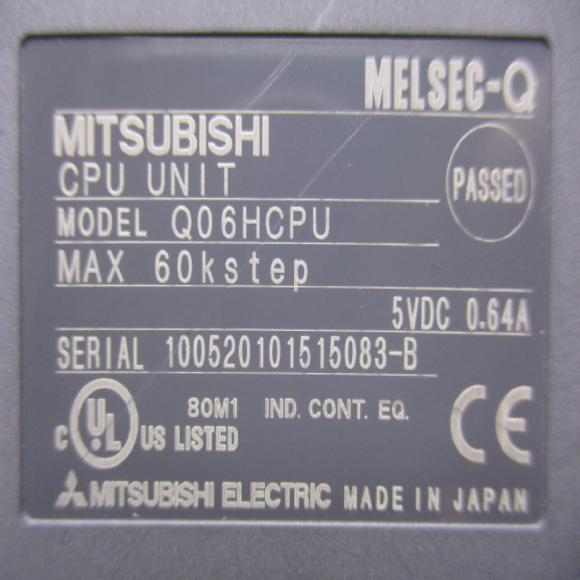 MELSEC-Q
MITSUBISHI
CPU UNIT
PASSED
MODEL Q06HCPU
MAX 60kstep
5VDC 0.64A
SERIAL 100520101515083-B
80M1 IND. CONT. EQ.
C UL US LISTED
CE
MITSUBISHI ELECTRIC MADE IN JAPAN